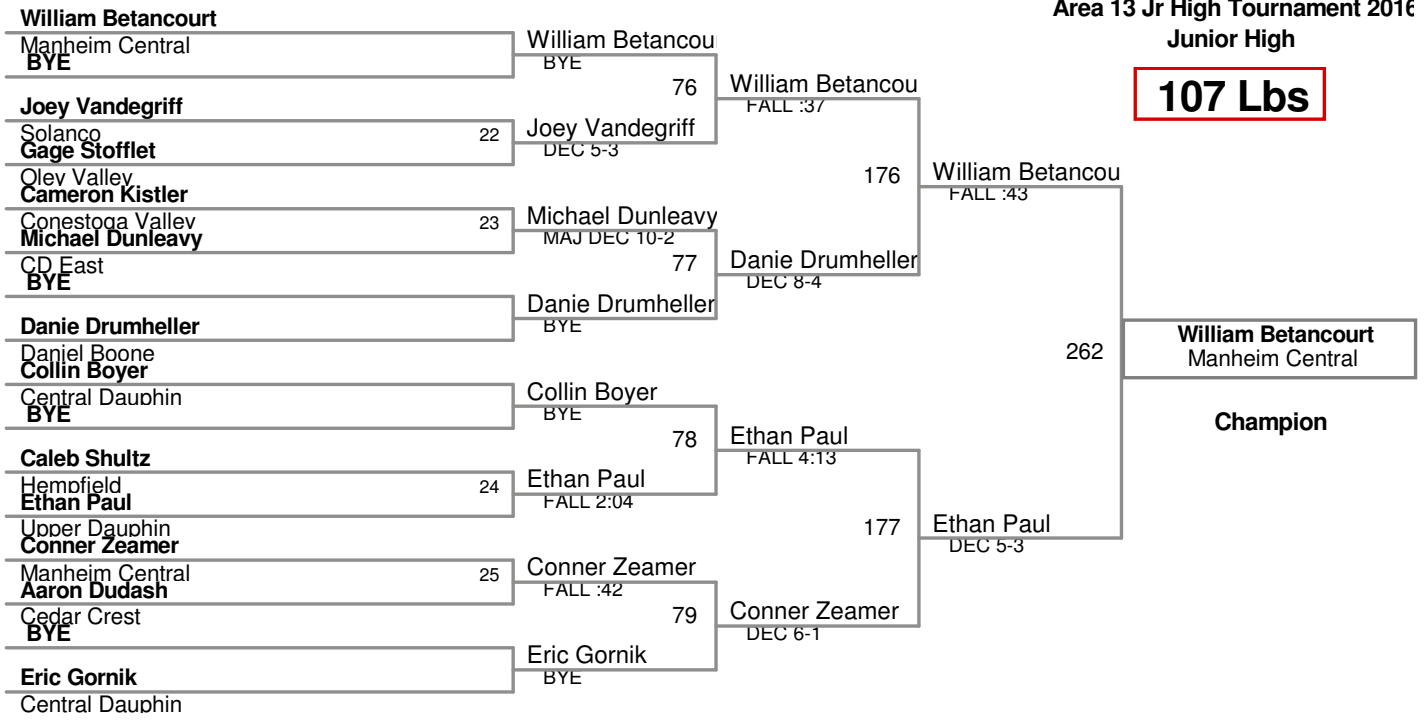 Area 13 Jr High Tournament 2016
Junior High
107 Lbs
William Betancourt
Manheim Central
BYE
Joey Vandegriff
Solanco
Gage Stofflet
Oley Valley
Cameron Kistler
Conestoga Valley
Michael Dunleavy
CD East
BYE
Danie Drumheller
Daniel Boone
Collin Boyer
Central Dauphin
BYE
Caleb Shultz
Hempfield
Ethan Paul
Upper Dauphin
Conner Zeamer
Manheim Central
Aaron Dudash
Cedar Crest
BYE
Eric Gornik
Central Dauphin
22
23
24
25
William Betancou
BYE
Joey Vandegriff
DEC 5-3
Michael Dunleavy
MAJ DEC 10-2
Danie Drumheller
BYE
Collin Boyer
BYE
Ethan Paul
FALL 2:04
Conner Zeamer
FALL :42
Eric Gornik
BYE
76
77
78
79
William Betancou
FALL :37
Danie Drumheller
DEC 8-4
Ethan Paul
FALL 4:13
Conner Zeamer
DEC 6-1
176
177
William Betancou
FALL :43
Ethan Paul
DEC 5-3
262
William Betancourt
Manheim Central
Champion